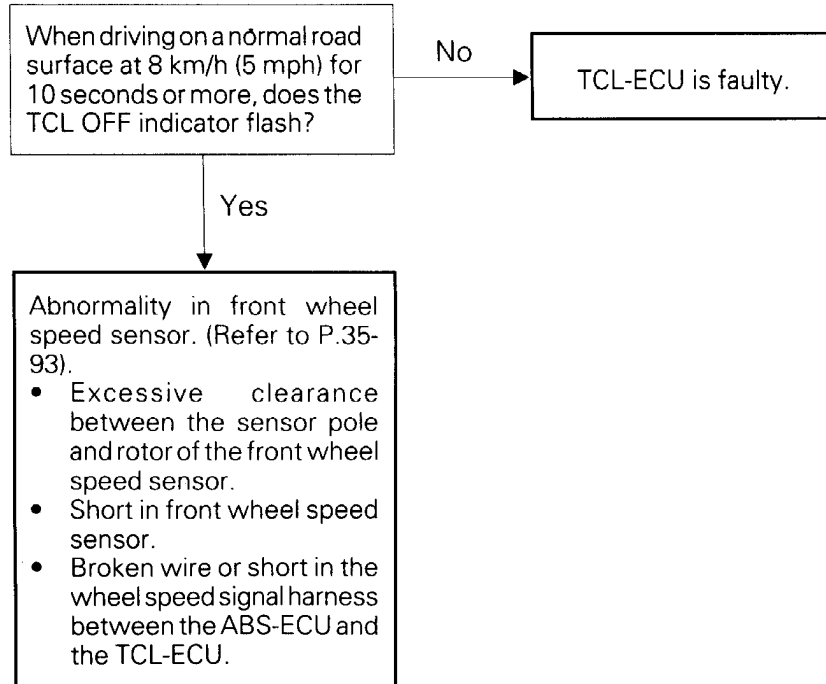 When driving on a normal road
surface at 8 km/h (5 mph) for
10 seconds or more, does the
TCL OFF indicator flash?
No
TCL-ECU is faulty.
Yes
Abnormality in front wheel
speed sensor. (Refer to P.35-
93).
• Excessive clearance
between the sensor pole
and rotor of the front wheel
speed sensor.
• Short in front wheel speed
sensor.
• Broken wire or short in the
wheel speed signal harness
between the ABS-ECU and
the TCL-ECU.